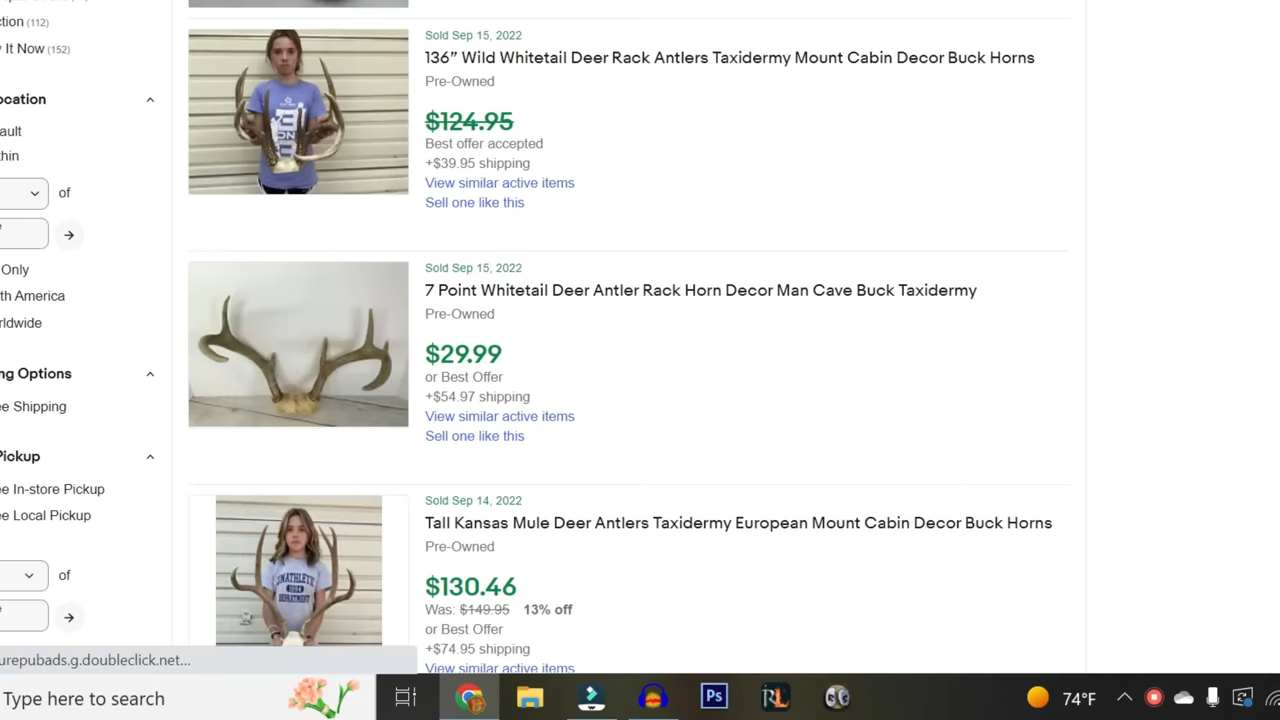 ction (112)
y It Now (152)
ocation
ault
thin
of
Only
th America
rldwide
ng Options
ee Shipping
Pickup
ee In-store Pickup
ee Local Pickup
of
Sold Sep 15, 2022
136” Wild Whitetail Deer Rack Antlers Taxidermy Mount Cabin Decor Buck Horns
Pre-Owned
$124.95
Best offer accepted
+$39.95 shipping
View similar active items
Sell one like this
Sold Sep 15, 2022
7 Point Whitetail Deer Antler Rack Horn Decor Man Cave Buck Taxidermy
Pre-Owned
$29.99
or Best Offer
+$54.97 shipping
View similar active items
Sell one like this
Sold Sep 14, 2022
Tall Kansas Mule Deer Antlers Taxidermy European Mount Cabin Decor Buck Horns
Pre-Owned
DEPARTMENT
$130.46
Was: $149.95 13% off
or Best Offer
+$74.95 shipping
View similar active items
urepubads.g.doubleclick.net...
Type here to search
Ps
RL
74°F